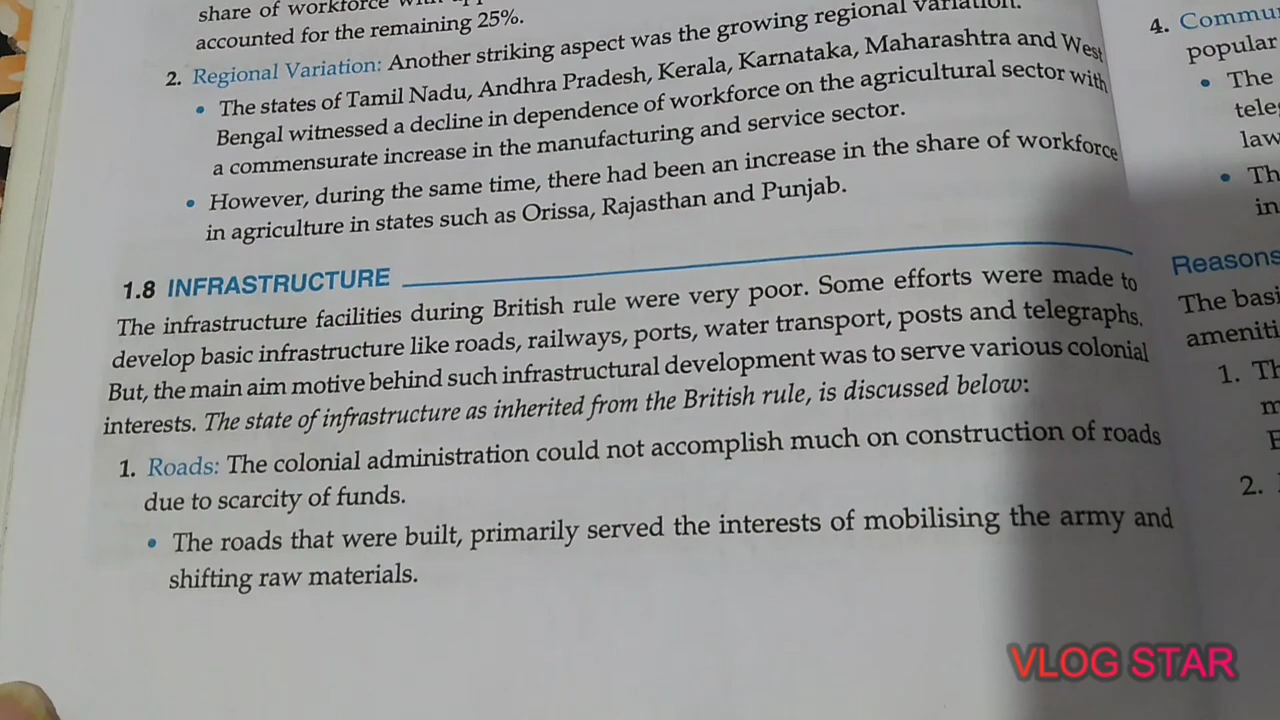 share of workforce
accounted for the remaining 25%.
2. Regional Variation: Another striking aspect was the growing regional variation.
• The states of Tamil Nadu, Andhra Pradesh, Kerala, Karnataka, Maharashtra and West
Bengal witnessed a decline in dependence of workforce on the agricultural sector with
a commensurate increase in the manufacturing and service sector.
• However, during the same time, there had been an increase in the share of workforce
in agriculture in states such as Orissa, Rajasthan and Punjab.
1.8 INFRASTRUCTURE
The infrastructure facilities during British rule were very poor. Some efforts were made to
develop basic infrastructure like roads, railways, ports, water transport, posts and telegraphs.
But, the main aim motive behind such infrastructural development was to serve various colonial
interests. The state of infrastructure as inherited from the British rule, is discussed below:
1. Roads: The colonial administration could not accomplish much on construction of roads
due to scarcity of funds.
• The roads that were built, primarily served the interests of mobilising the army and
shifting raw materials.
4.
popular
• The
law
• Th
in
Reasons
The basi
ameniti
1. Th
2.
VLOG STAR